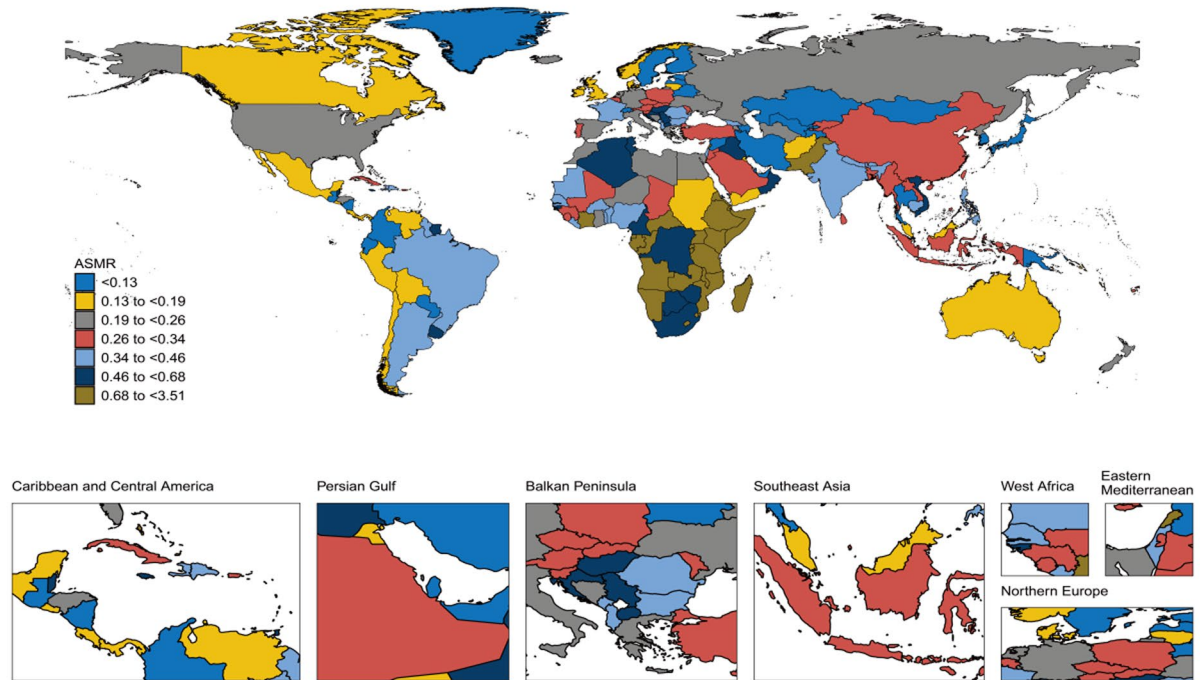 ASMR
<0.13
0.13 to <0.19
0.19 to <0.26
0.26 to <0.34
0.34 to <0.46
0.46 to <0.68
0.68 to <3.51
Caribbean and Central America
Persian Gulf
Balkan Peninsula
Southeast Asia
West Africa
Eastern
Mediterranean
Northern Europe